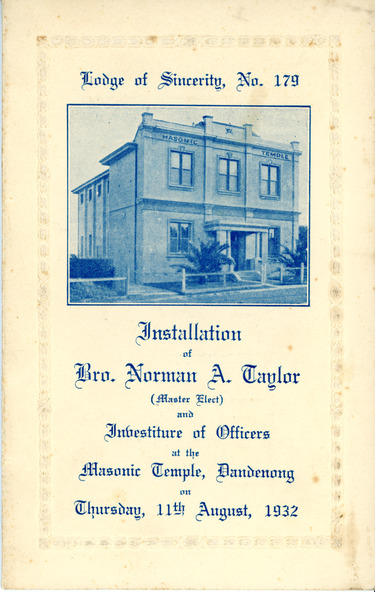 Lodge of Sincerity, No. 179
MASONIC TEMPLE
Installation
of
Bro. Norman A. Taylor
(Master Elect)
and
Investiture of Officers
at the
Masonic Temple, Dandenong
on
Thursday, 11th August, 1932